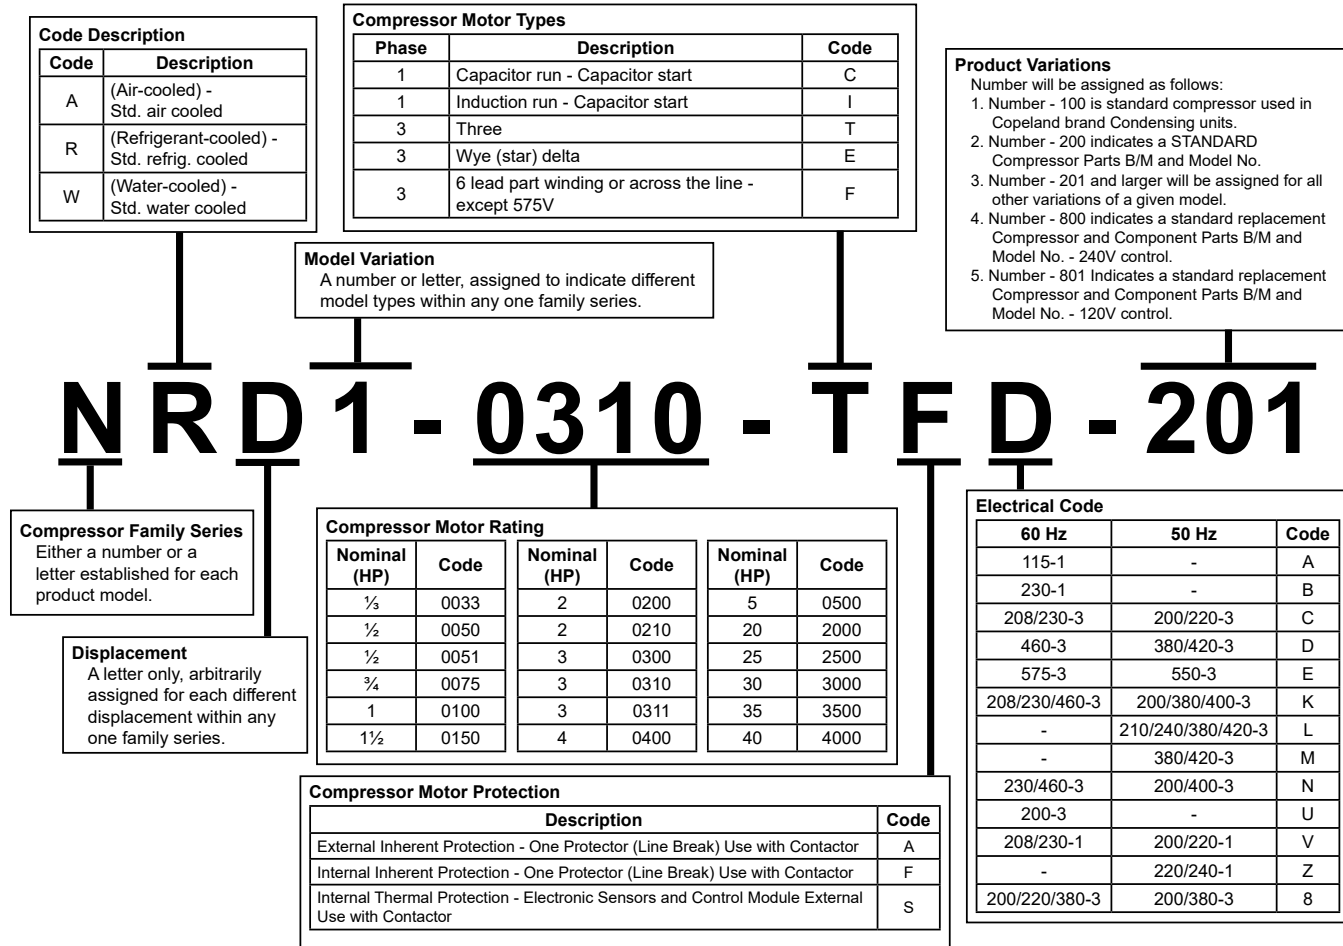 Code Description
Code Description
A (Air-cooled) -
Std. air cooled
R (Refrigerant-cooled) -
Std. refrig. cooled
W (Water-cooled) -
Std. water cooled
Compressor Motor Types
Phase Description Code
1 Capacitor run - Capacitor start C
1 Induction run - Capacitor start I
3 Three T
3 Wye (star) delta E
3 6 lead part winding or across the line - F
except 575V
Product Variations
Number will be assigned as follows:
1. Number - 100 is standard compressor used in
Copeland brand Condensing units.
2. Number - 200 indicates a STANDARD
Compressor Parts B/M and Model No.
3. Number - 201 and larger will be assigned for all
other variations of a given model.
4. Number - 800 indicates a standard replacement
Compressor and Component Parts B/M and
Model No. - 240V control.
5. Number - 801 Indicates a standard replacement
Compressor and Component Parts B/M and
Model No. - 120V control.
Model Variation
A number or letter, assigned to indicate different
model types within any one family series.
NRD1-0310-TFD-201
Compressor Family Series
Either a number or a
letter established for each
product model.
Displacement
A letter only, arbitrarily
assigned for each different
displacement within any
one family series.
Compressor Motor Rating
Nominal (HP) Code Nominal (HP) Code Nominal (HP) Code
⅓ 0033 2 0200 5 0500
½ 0050 2 0210 20 2000
½ 0051 3 0300 25 2500
¾ 0075 3 0310 30 3000
1 0100 3 0311 35 3500
1½ 0150 4 0400 40 4000
Compressor Motor Protection
Description Code
External Inherent Protection - One Protector (Line Break) Use with Contactor A
Internal Inherent Protection - One Protector (Line Break) Use with Contactor F
Internal Thermal Protection - Electronic Sensors and Control Module External S
Use with Contactor
Electrical Code
60 Hz 50 Hz Code
115-1 - A
230-1 - B
208/230-3 200/220-3 C
460-3 380/420-3 D
575-3 550-3 E
208/230/460-3 200/380/400-3 K
- 210/240/380/420-3 L
- 380/420-3 M
230/460-3 200/400-3 N
200-3 - U
208/230-1 200/220-1 V
- 220/240-1 Z
200/220/380-3 200/380-3 8